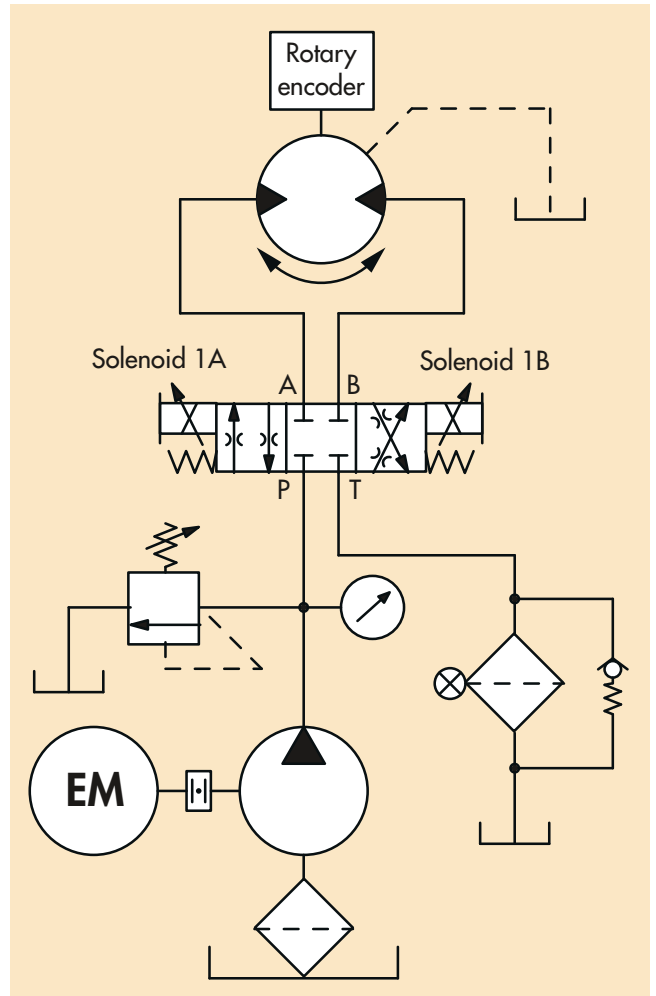 Rotary
encoder
Solenoid 1A
Solenoid 1B
A
B
P
T
EM